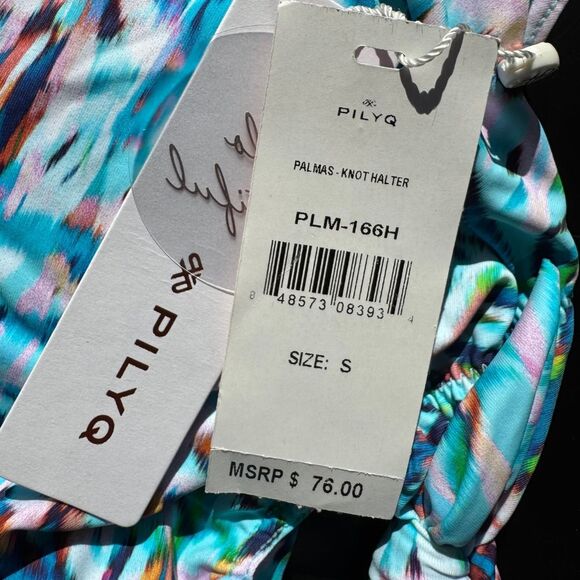 PILYQ
PALMAS - KNOT HALTER
PLM-166H
8 48573 08393 4
SIZE: S
MSRP $ 76.00
PILYQ